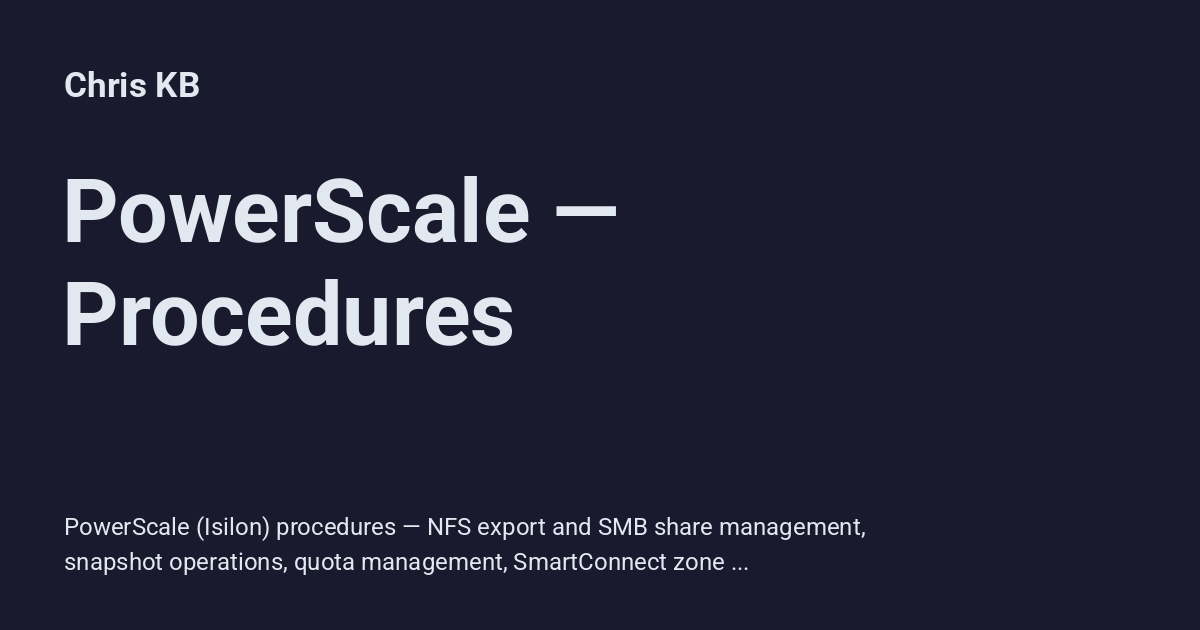 Chris KB
PowerScale —
Procedures
PowerScale (Isilon) procedures — NFS export and SMB share management,
snapshot operations, quota management, SmartConnect zone ...